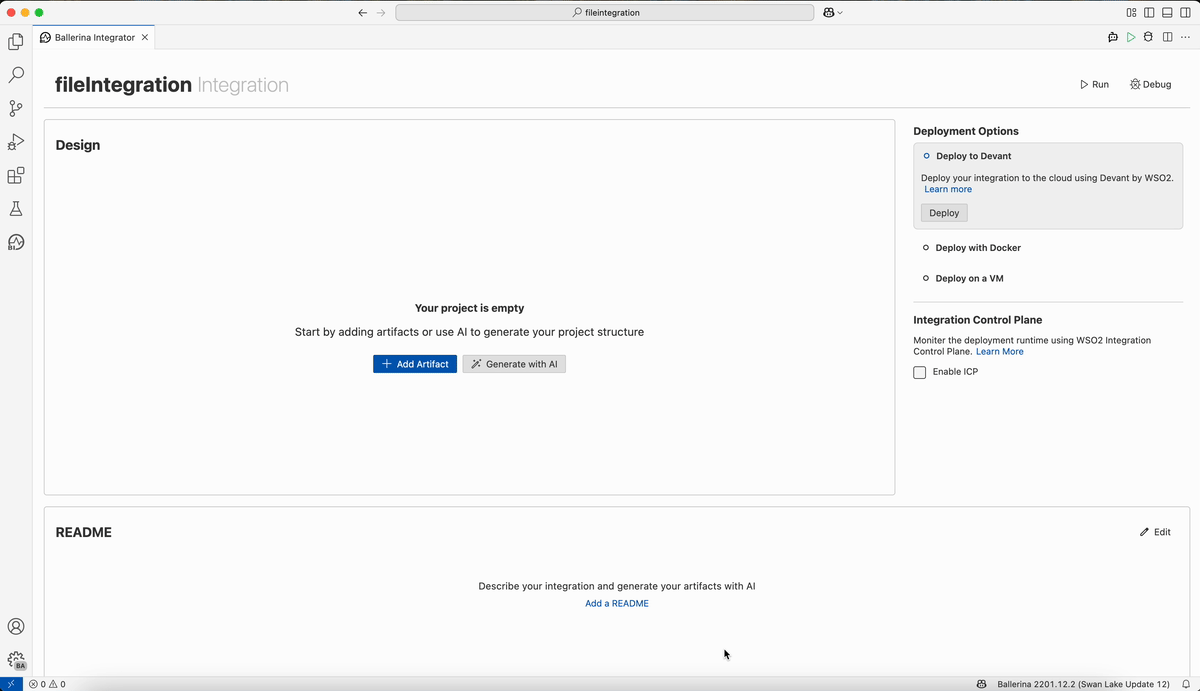 fileintegration
Ballerina Integrator
fileIntegration Integration
Run
Debug
Design
Your project is empty
Start by adding artifacts or use AI to generate your project structure
Add Artifact
Generate with AI
Deployment Options
Deploy to Devant
Deploy your integration to the cloud using Devant by WSO2.
Learn more
Deploy
Deploy with Docker
Deploy on a VM
Integration Control Plane
Moniter the deployment runtime using WSO2 Integration
Control Plane. Learn More
Enable ICP
README
Edit
Describe your integration and generate your artifacts with AI
Add a README
BI
BA
0 0
Ballerina 2201.12.2 (Swan Lake Update 12)